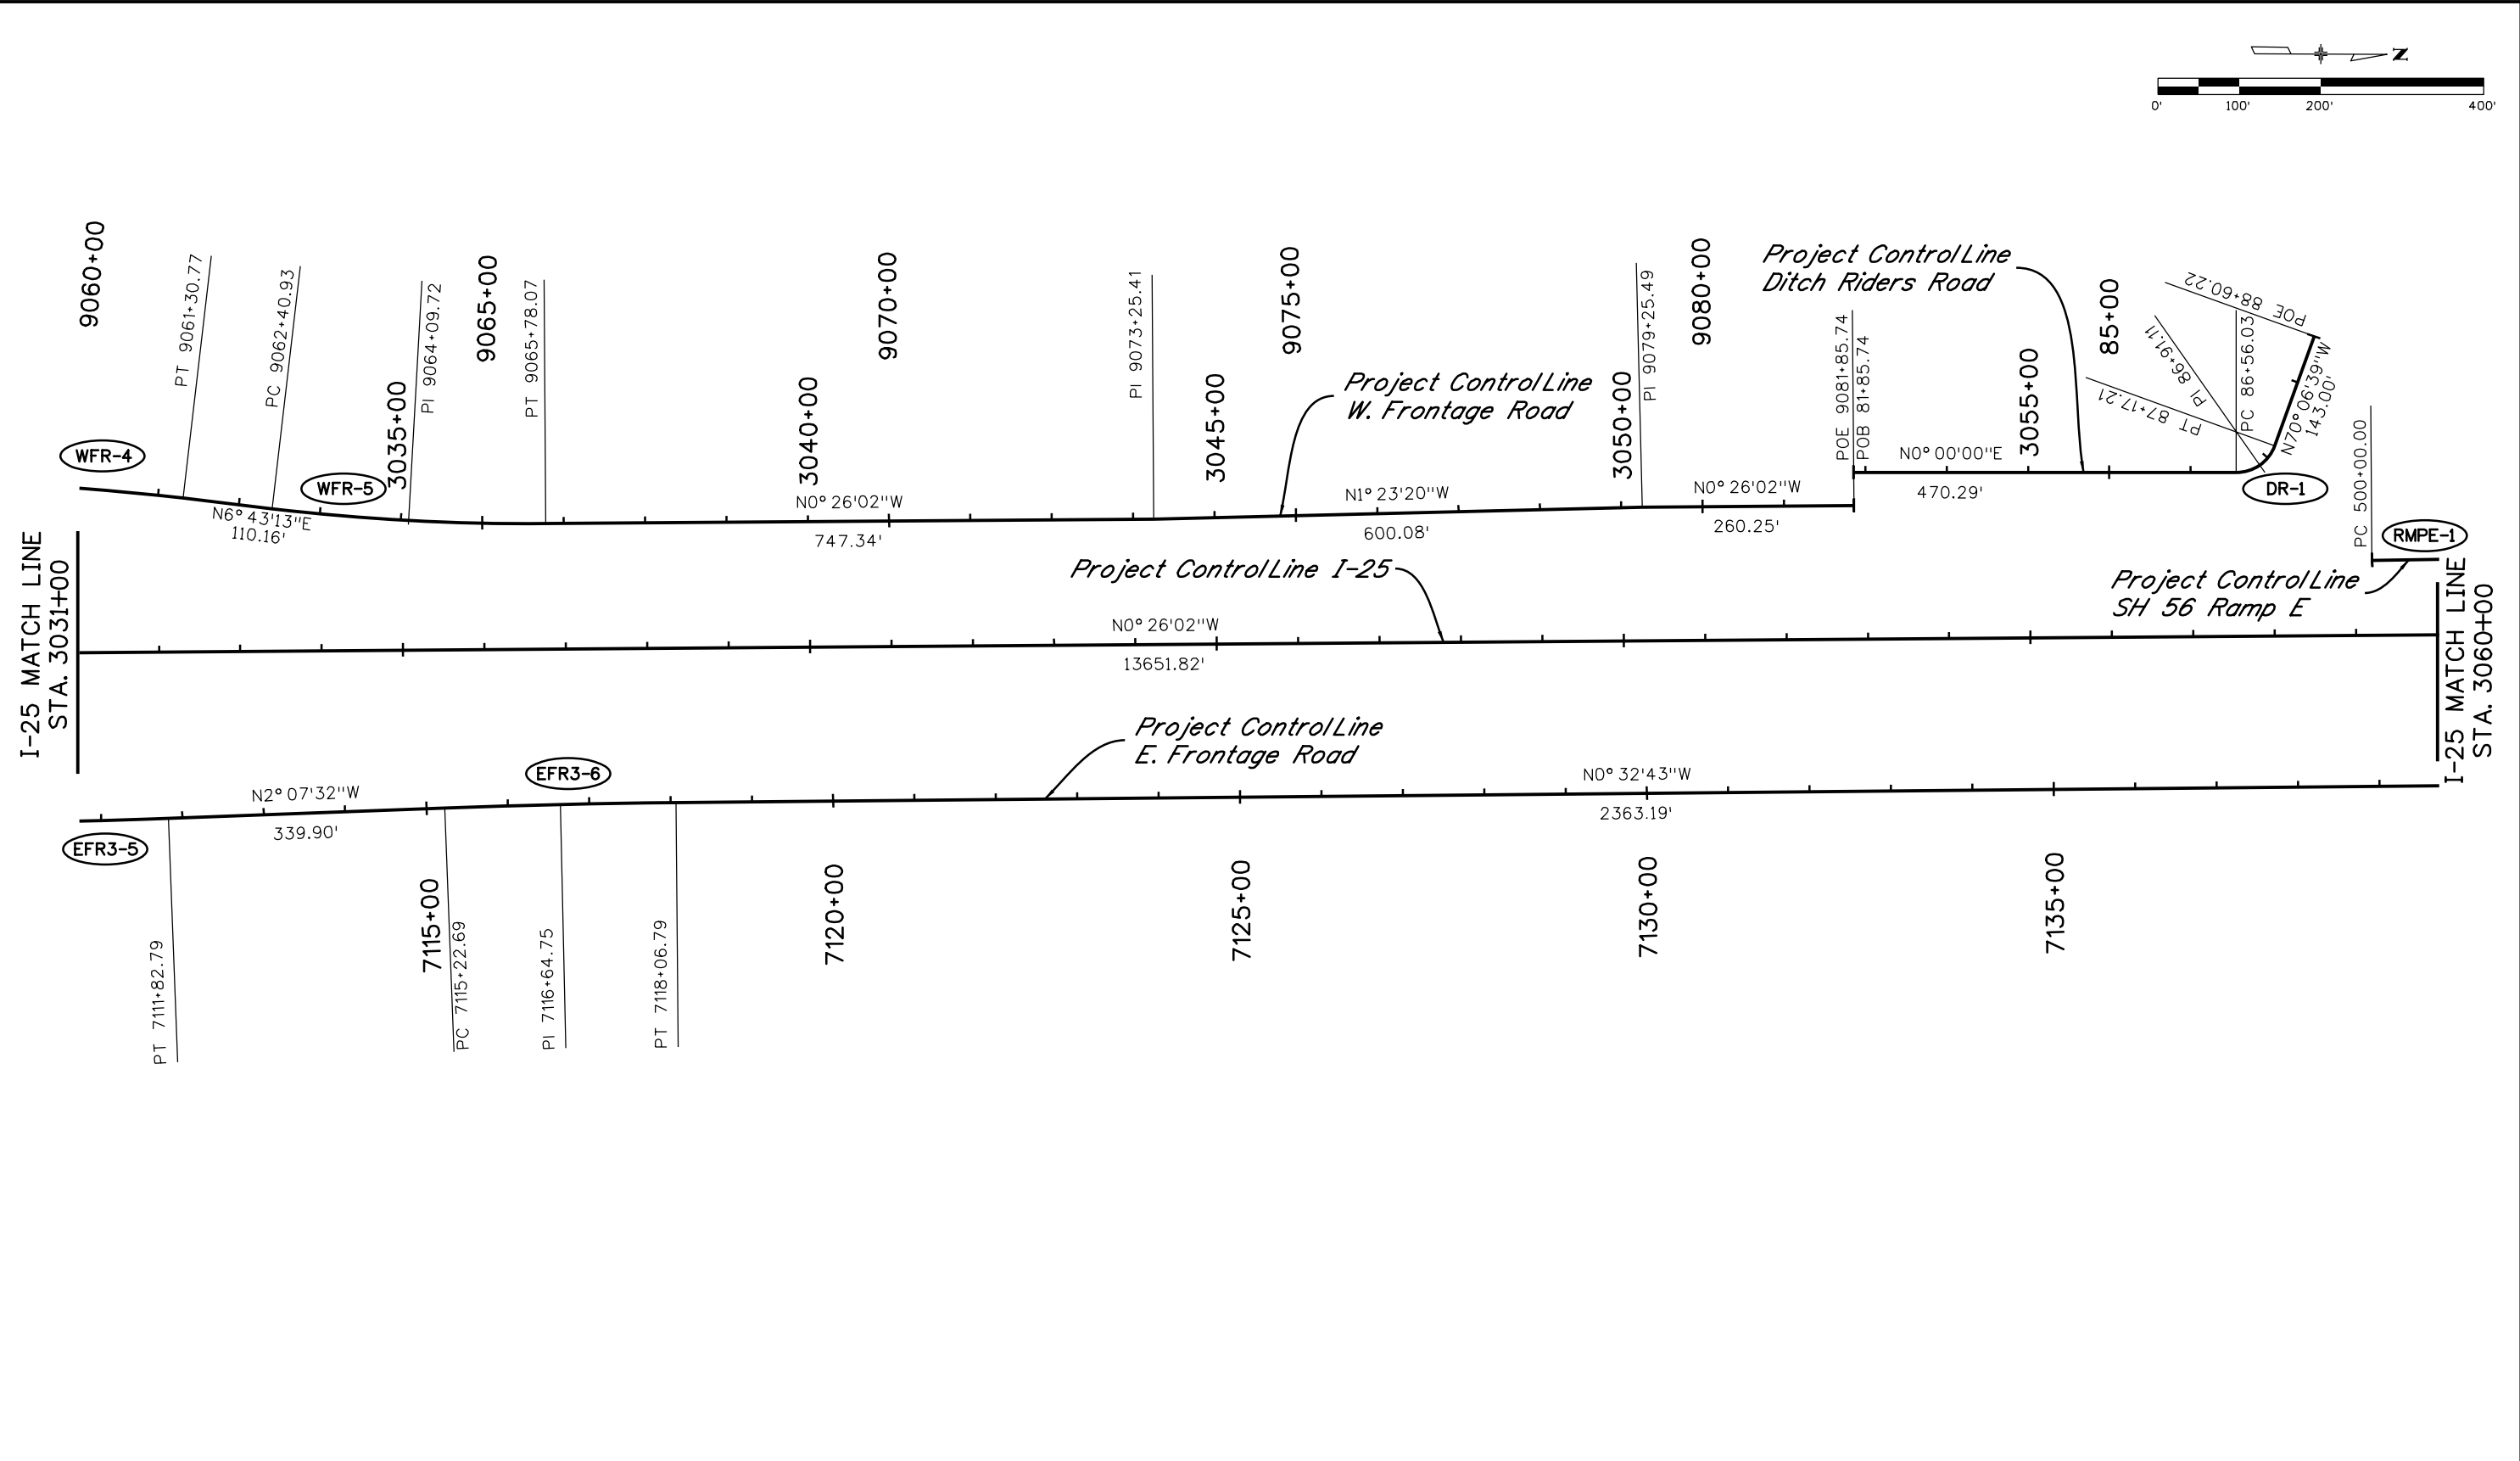 N
0' 100' 200' 400'
9060+00
PT 9061+30.77
PC 9062+40.93
3035+00
PI 9064+09.72
9065+00
PT 9065+78.07
3040+00
9070+00
PI 9073+25.41
3045+00
9075+00
3050+00
PI 9079+25.49
9080+00
POE 9081+85.74
POB 81+85.74
3055+00
85+00
PT 87+17.21
PI 86+91.11
PC 86+56.03
POE 88+60.22
N70° 06'39"W
143.00'
PC 500+00.00
Project Control Line
Ditch Riders Road
Project Control Line
W. Frontage Road
WFR-4
WFR-5
N6° 43'13"E
110.16'
N0° 26'02"W
747.34'
N1° 23'20"W
600.08'
N0° 26'02"W
260.25'
N0° 00'00"E
470.29'
DR-1
RMPE-1
Project Control Line
SH 56 Ramp E
Project Control Line I-25
I-25 MATCH LINE
STA. 3031+00
N0° 26'02"W
13651.82'
I-25 MATCH LINE
STA. 3060+00
Project Control Line
E. Frontage Road
EFR3-6
N2° 07'32"W
339.90'
N0° 32'43"W
2363.19'
EFR3-5
PT 7111+82.79
7115+00
PC 7115+22.69
PI 7116+64.75
PT 7118+06.79
7120+00
7125+00
7130+00
7135+00